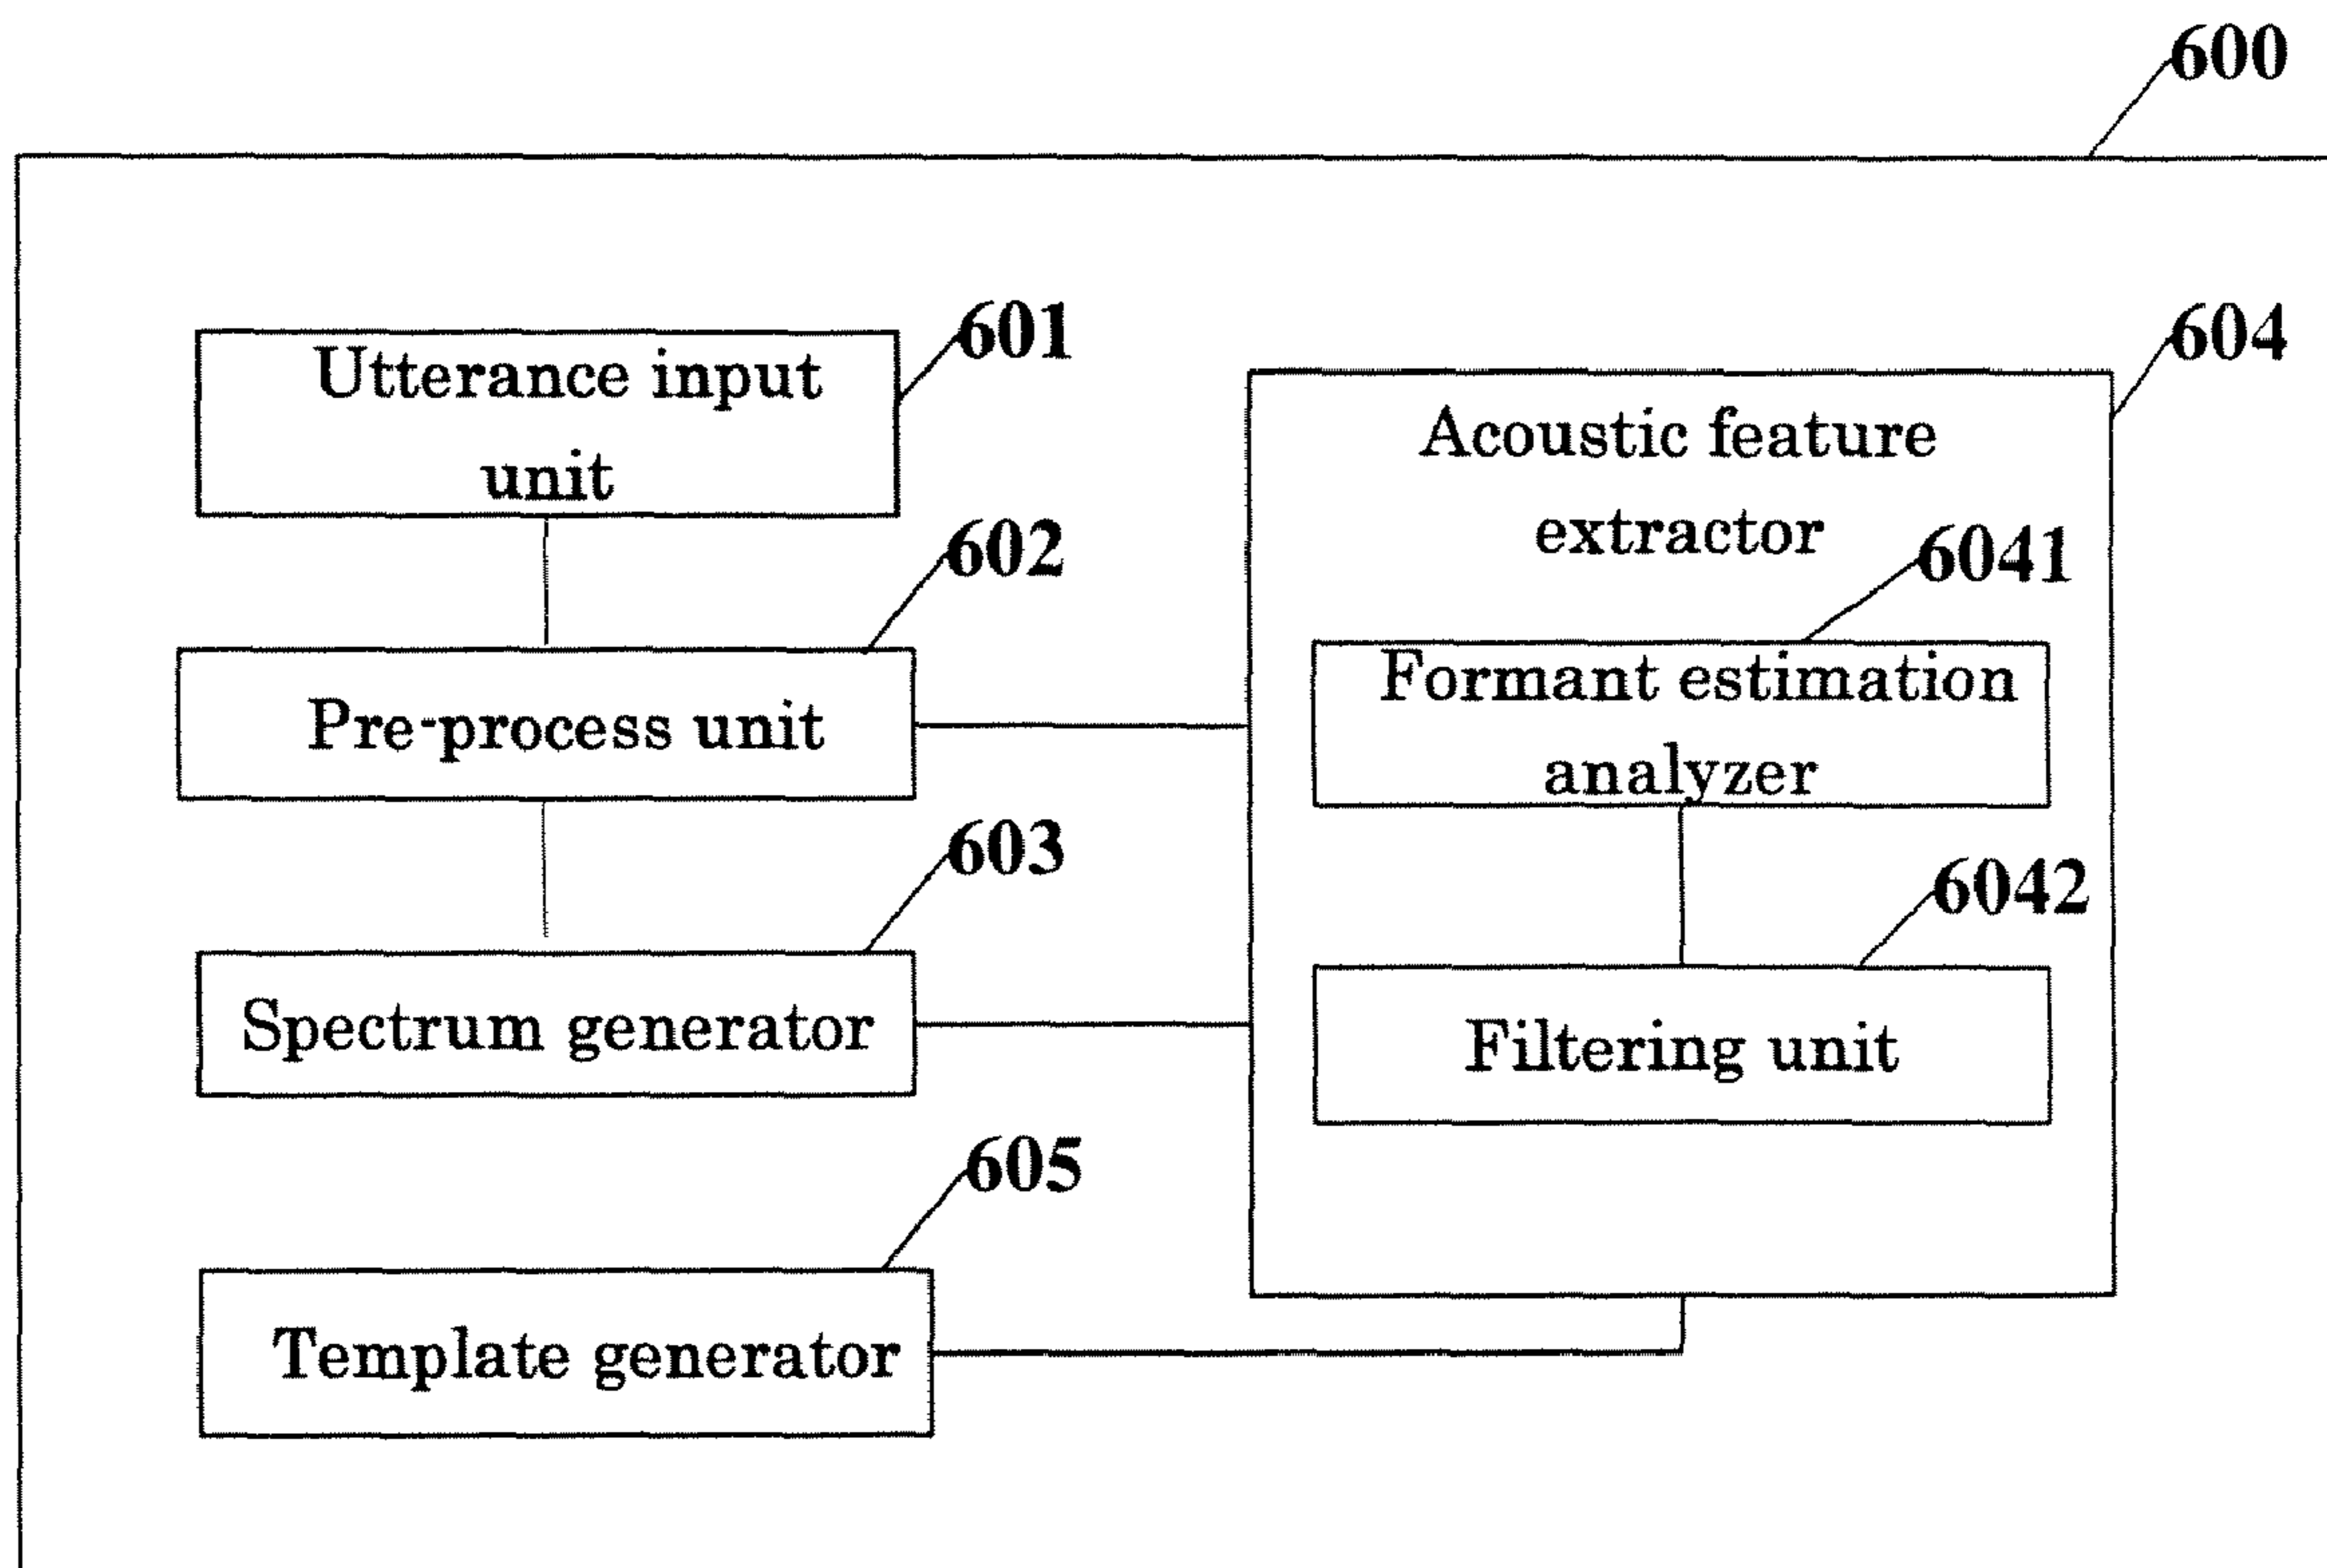 600
601
Utterance input
unit
604
Acoustic feature
extractor
602
Pre-process unit
6041
Formant estimation
analyzer
603
Spectrum generator
6042
Filtering unit
605
Template generator